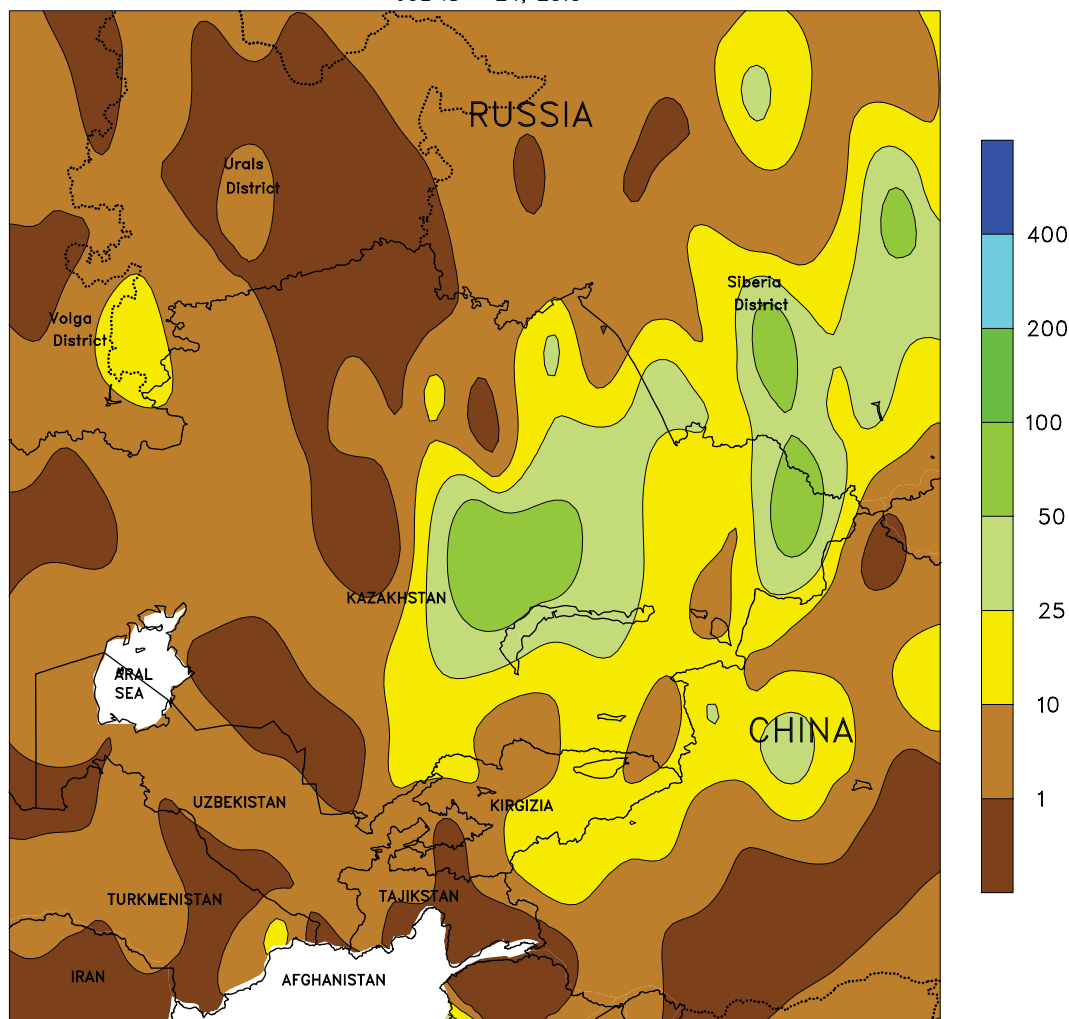 RUSSIA
Urals
District
Siberia
District
Volga
District
KAZAKHSTAN
ARAL
SEA
CHINA
UZBEKISTAN
KIRGIZIA
TURKMENISTAN
TAJIKSTAN
IRAN
AFGHANISTAN
400
200
100
50
25
10
1